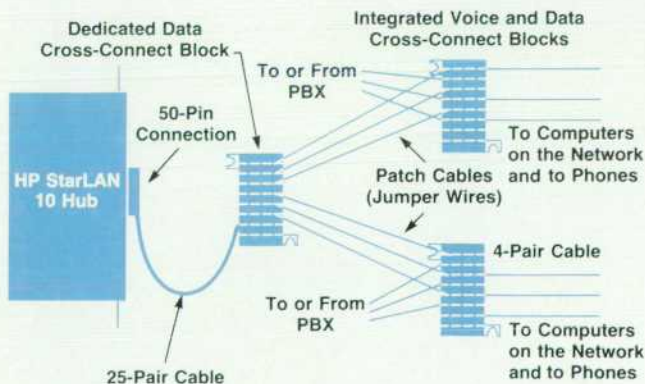 Dedicated Data
Cross-Connect Block
Integrated Voice and Data
Cross-Connect Blocks
To or From
PBX
50-Pin
Connection
HP StarLAN
10 Hub
To Computers
on the Network
and to Phones
Patch Cables
(Jumper Wires)
4-Pair Cable
To or From
PBX
To Computers
on the Network
and to Phones
25-Pair Cable